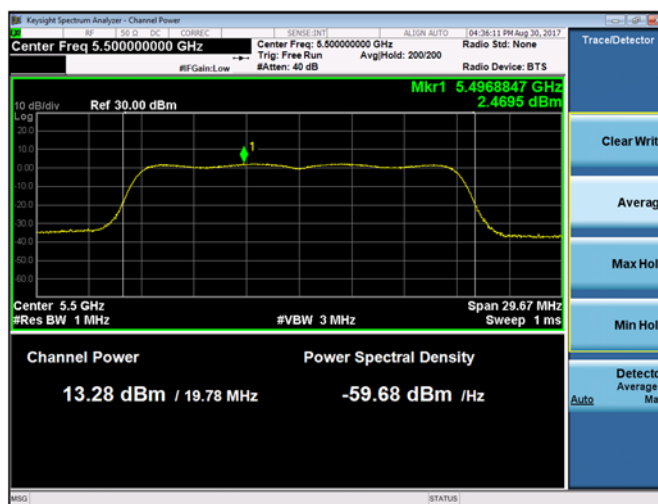 Keysight Spectrum Analyzer - Channel Power
RF 50 Ω DC CORREC SENSE:INT ALIGN AUTO 04:36:11 PM Aug 30, 2017
Center Freq 5.500000000 GHz
Center Freq: 5.500000000 GHz
Radio Std: None
Trig: Free Run Avg|Hold: 200/200
#IFGain:Low
#Atten: 40 dB
Radio Device: BTS
Trace/Detector
Mkr1 5.4968847 GHz
2.4695 dBm
10 dB/div Ref 30.00 dBm
Log
20.0
10.0
0.00
-10.0
-20.0
-30.0
-40.0
-50.0
-60.0
1
Center 5.5 GHz Span 29.67 MHz
#Res BW 1 MHz #VBW 3 MHz Sweep 1 ms
Channel Power Power Spectral Density
13.28 dBm / 19.78 MHz -59.68 dBm /Hz
Clear Writ
Averag
Max Hol
Min Hol
Detecto
Average
Auto Ma
MSG STATUS